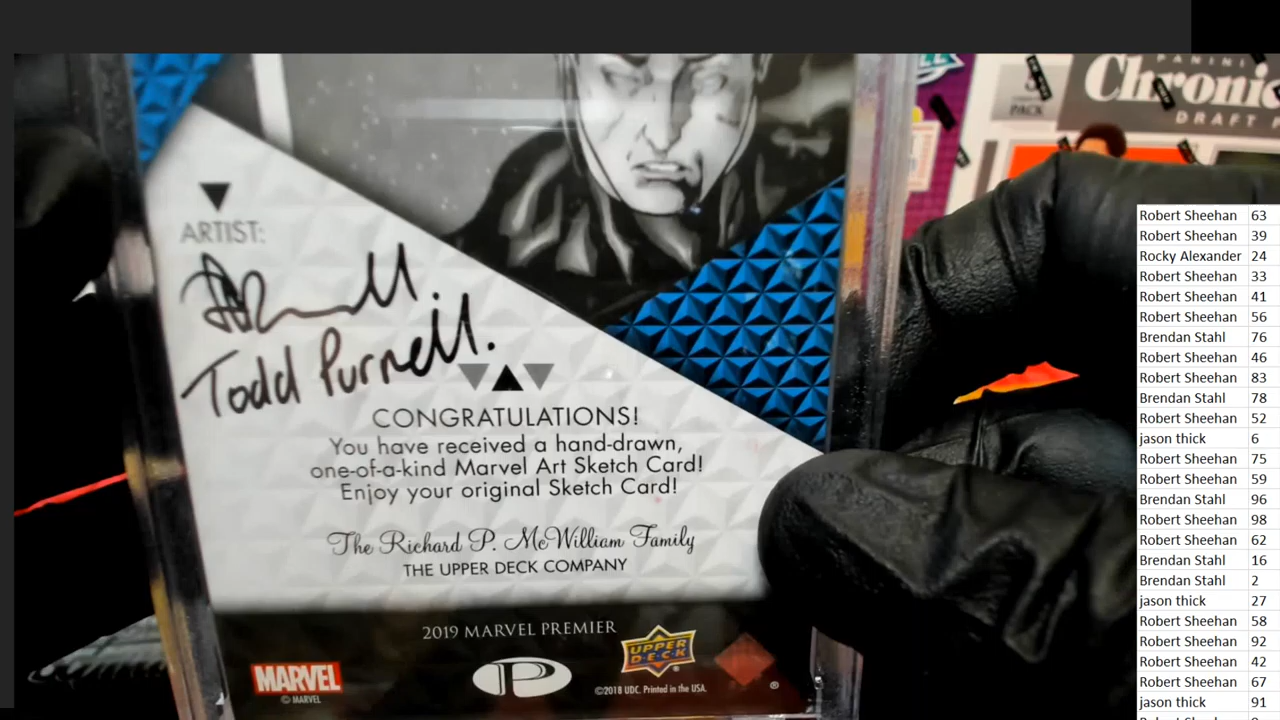 PANINI
Chronic
DRAFT
PACK
ARTIST:
Todd Purnell.
CONGRATULATIONS!
You have received a hand-drawn,
one-of-a-kind Marvel Art Sketch Card!
Enjoy your original Sketch Card!
The Richard P. McWilliam Family
THE UPPER DECK COMPANY
2019 MARVEL PREMIER
MARVEL
© MARVEL
P
UPPER
DECK
©2018 UDC. Printed in the USA.
Robert Sheehan 63
Robert Sheehan 39
Rocky Alexander 24
Robert Sheehan 33
Robert Sheehan 41
Robert Sheehan 56
Brendan Stahl 76
Robert Sheehan 46
Robert Sheehan 83
Brendan Stahl 78
Robert Sheehan 52
jason thick 6
Robert Sheehan 75
Robert Sheehan 59
Brendan Stahl 96
Robert Sheehan 98
Robert Sheehan 62
Brendan Stahl 16
Brendan Stahl 2
jason thick 27
Robert Sheehan 58
Robert Sheehan 92
Robert Sheehan 42
Robert Sheehan 67
jason thick 91